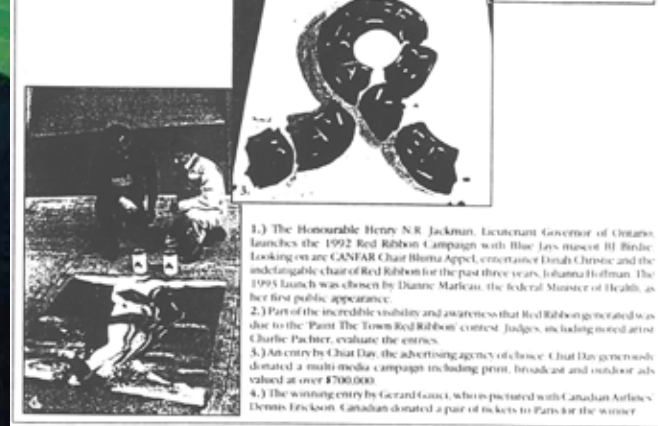 3.
4.
1.) The Honourable Henry N.R. Jackman, Lieutenant Governor of Ontario,
launches the 1992 Red Ribbon Campaign with Blue Jays mascot BJ Birdie.
Looking on are CANFAR Chair Bluma Appel, entertainer Dinah Christie and the
indefatigable chair of Red Ribbon for the past three years, Johanna Hoffman. The
1993 launch was chosen by Dianne Marleau, the federal Minister of Health, as
her first public appearance.
2.) Part of the incredible visibility and awareness that Red Ribbon generated was
due to the 'Paint The Town Red Ribbon' contest. Judges, including noted artist
Charlie Pachter, evaluate the entries.
3.) An entry by Chiat Day, the advertising agency of choice. Chiat Day generously
donated a multi media campaign including print, broadcast and outdoor ads
valued at over $700,000.
4.) The winning entry by Gerard Gauci, who is pictured with Canadian Airlines'
Dennis Erickson. Canadian donated a pair of tickets to Paris for the winner.